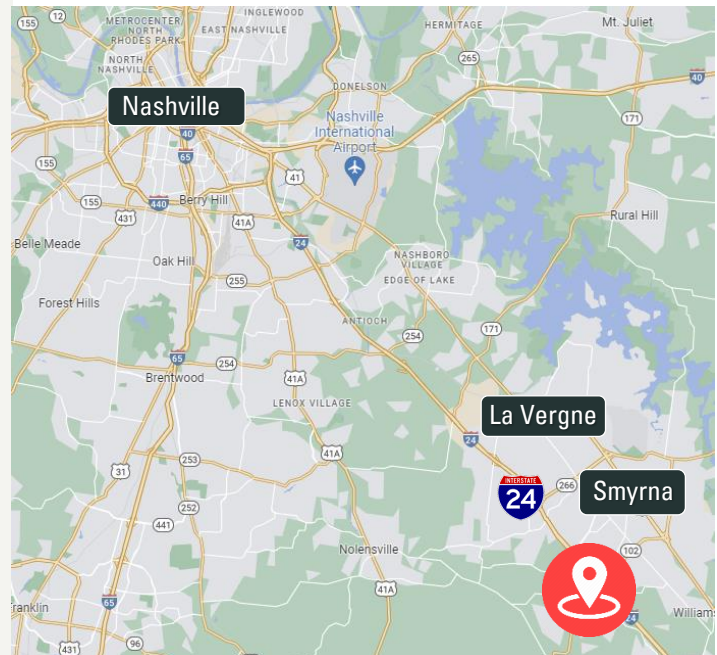 INGLEWOOD
155
12
METROCENTER
NORTH
RHODES PARK
EAST NASHVILLE
HERMITAGE
Mt. Juliet
265
NORTH
NASHVILLE
DONELSON
40
Nashville
Nashville
International
Airport
171
40
65
155
41
155
440
Berry Hill
431
41A
24
Rural Hill
Belle Meade
Oak Hill
NASHBORO
VILLAGE
255
EDGE OF LAKE
Forest Hills
ANTIOCH
254
171
65
254
Brentwood
41A
LENOX VILLAGE
La Vergne
24
41A
31
253
INTERSTATE
24
266
Smyrna
252
441
Nolensville
102
41A
65
24
ranklin
Williams
96
431